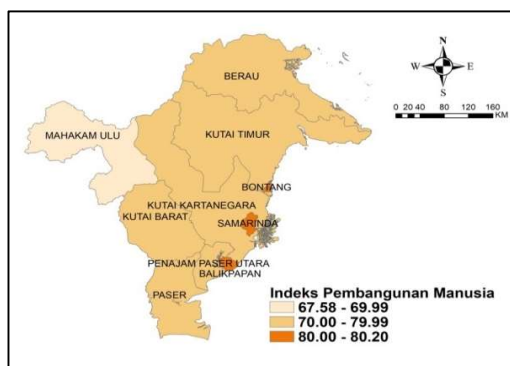 BERAU
N
W E
S
0 20 40 80 120 160
KM
MAHAKAM ULU
KUTAI TIMUR
BONTANG
KUTAI KARTANEGARA
KUTAI BARAT
SAMARINDA
PENAJAM PASER UTARA
BALIKPAPAN
PASER
Indeks Pembangunan Manusia
67.58 - 69.99
70.00 - 79.99
80.00 - 80.20